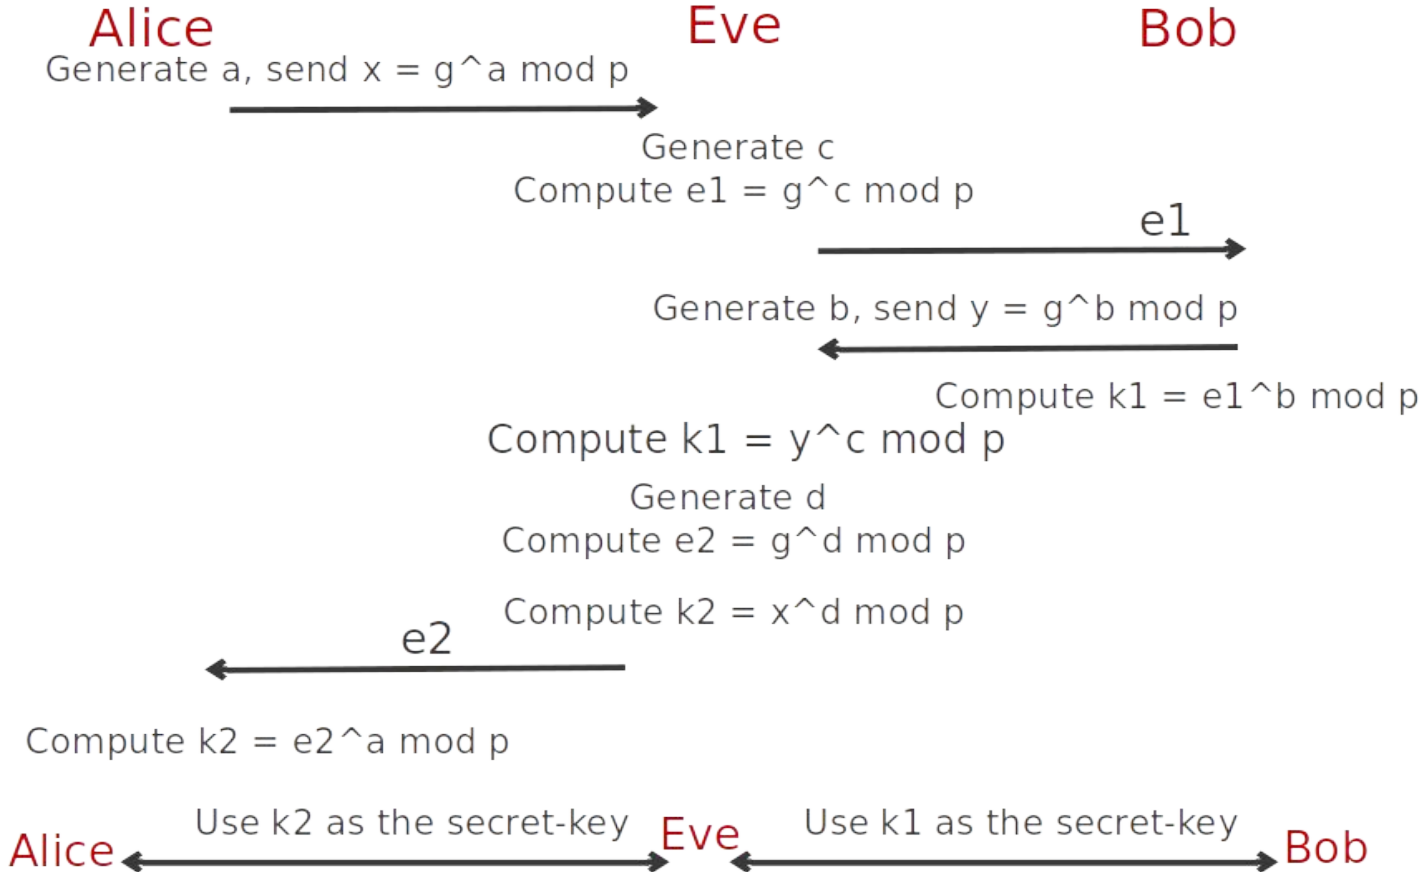 Alice Eve Bob
Generate a, send x = g^a mod p
Generate c
Compute e1 = g^c mod p
e1
Generate b, send y = g^b mod p
Compute k1 = e1^b mod p
Compute k1 = y^c mod p
Generate d
Compute e2 = g^d mod p
Compute k2 = x^d mod p
e2
Compute k2 = e2^a mod p
Use k2 as the secret-key Use k1 as the secret-key
Alice Eve Bob